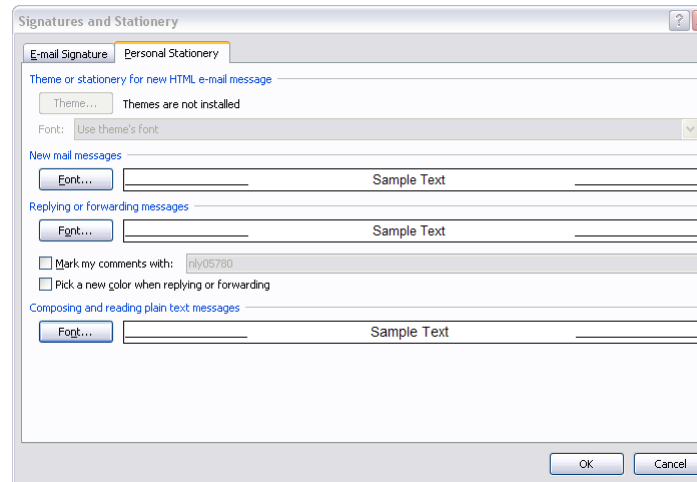 Signatures and Stationery
?
E-mail Signature Personal Stationery
Theme or stationery for new HTML e-mail message
Theme... Themes are not installed
Font: Use theme's font
New mail messages
Font... Sample Text
Replying or forwarding messages
Font... Sample Text
Mark my comments with: nly05780
Pick a new color when replying or forwarding
Composing and reading plain text messages
Font... Sample Text
OK Cancel